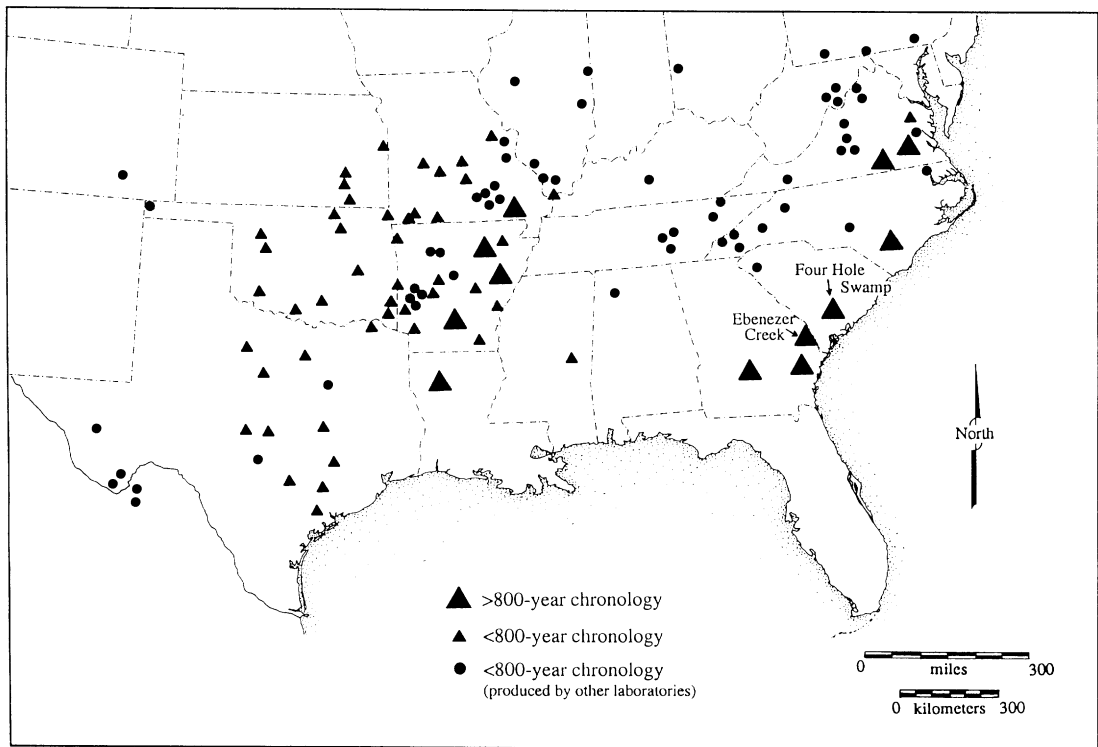 Four Hole
Swamp
Ebenezer
Creek
North
>800-year chronology
<800-year chronology
<800-year chronology
(produced by other laboratories)
0 miles 300
0 kilometers 300